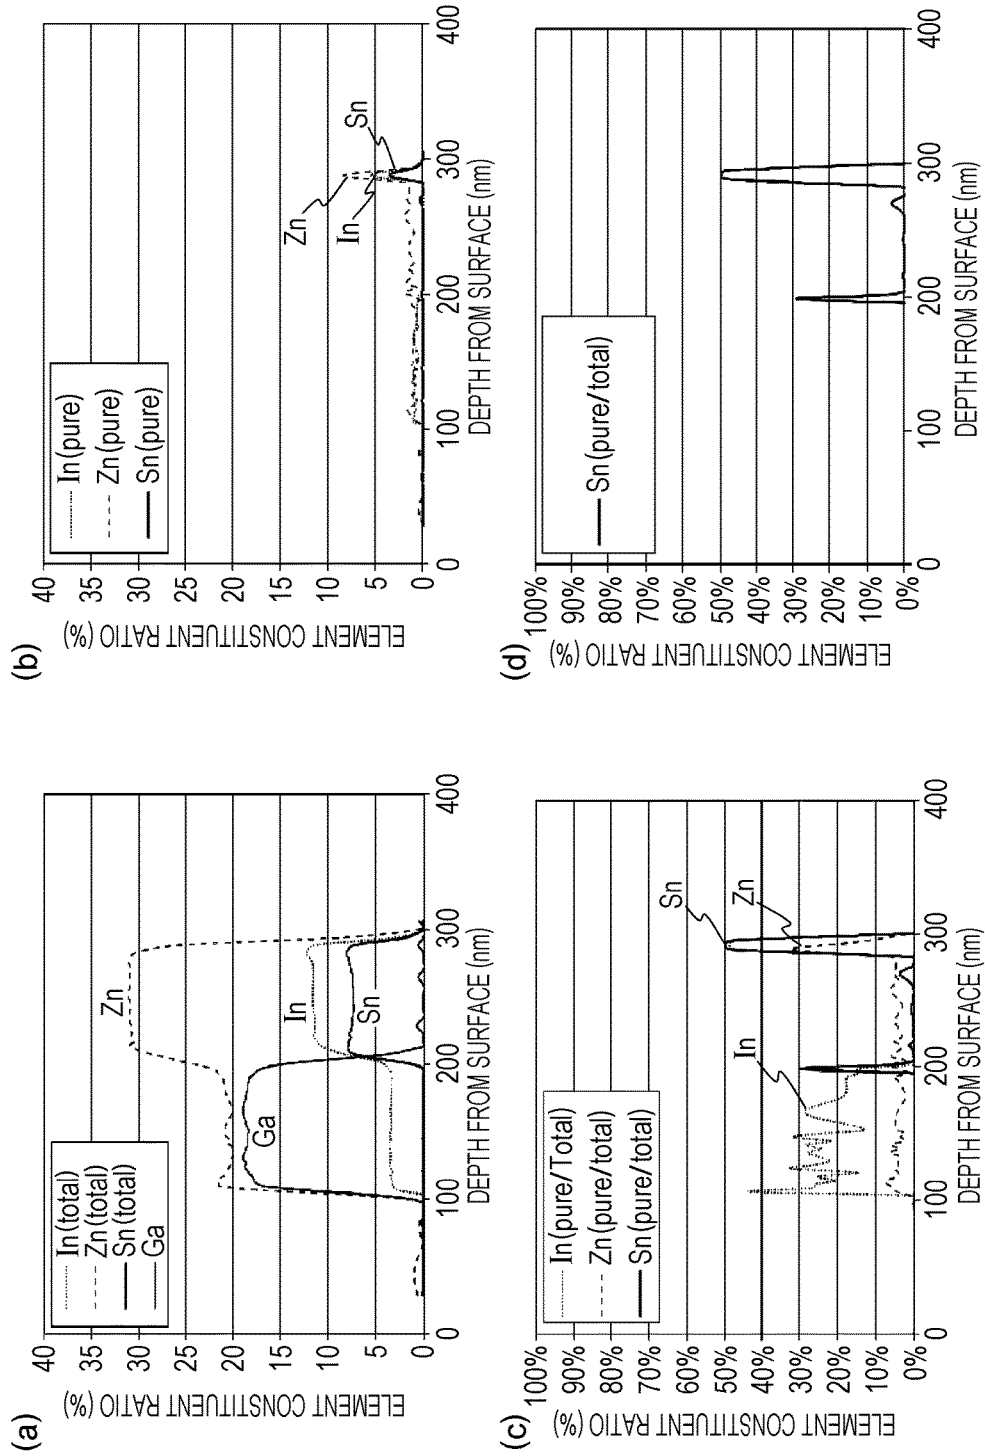 (a)
ELEMENT CONSTITUENT RATIO (%)
40
35
30
25
20
15
10
5
0
In(total)
Zn(total)
Sn(total)
Ga
Zn
Ga
In
Sn
0
100
200
300
400
DEPTH FROM SURFACE (nm)
(b)
ELEMENT CONSTITUENT RATIO (%)
40
35
30
25
20
15
10
5
0
In(pure)
Zn(pure)
Sn(pure)
Zn
In
Sn
0
100
200
300
400
DEPTH FROM SURFACE (nm)
(c)
ELEMENT CONSTITUENT RATIO (%)
100%
90%
80%
70%
60%
50%
40%
30%
20%
10%
0%
In(pure/Total)
Zn(pure/total)
Sn(pure/total)
In
Sn
Zn
0
100
200
300
400
DEPTH FROM SURFACE (nm)
(d)
ELEMENT CONSTITUENT RATIO (%)
100%
90%
80%
70%
60%
50%
40%
30%
20%
10%
0%
Sn(pure/total)
0
100
200
300
400
DEPTH FROM SURFACE (nm)